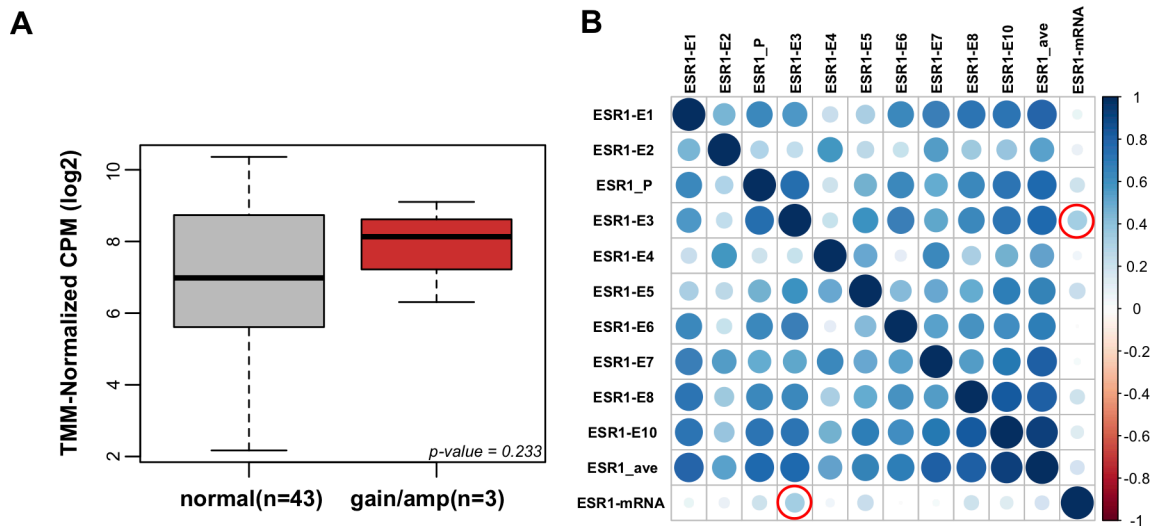 A
TMM-Normalized CPM (log2)
10
8
6
4
2
p-value = 0.233
normal(n=43)
gain/amp(n=3)
B
ESR1-E1
ESR1-E2
ESR1_P
ESR1-E3
ESR1-E4
ESR1-E5
ESR1-E6
ESR1-E7
ESR1-E8
ESR1-E10
ESR1_ave
ESR1-mRNA
ESR1-E1
ESR1-E2
ESR1_P
ESR1-E3
ESR1-E4
ESR1-E5
ESR1-E6
ESR1-E7
ESR1-E8
ESR1-E10
ESR1_ave
ESR1-mRNA
1
0.8
0.6
0.4
0.2
0
-0.2
-0.4
-0.6
-0.8
-1